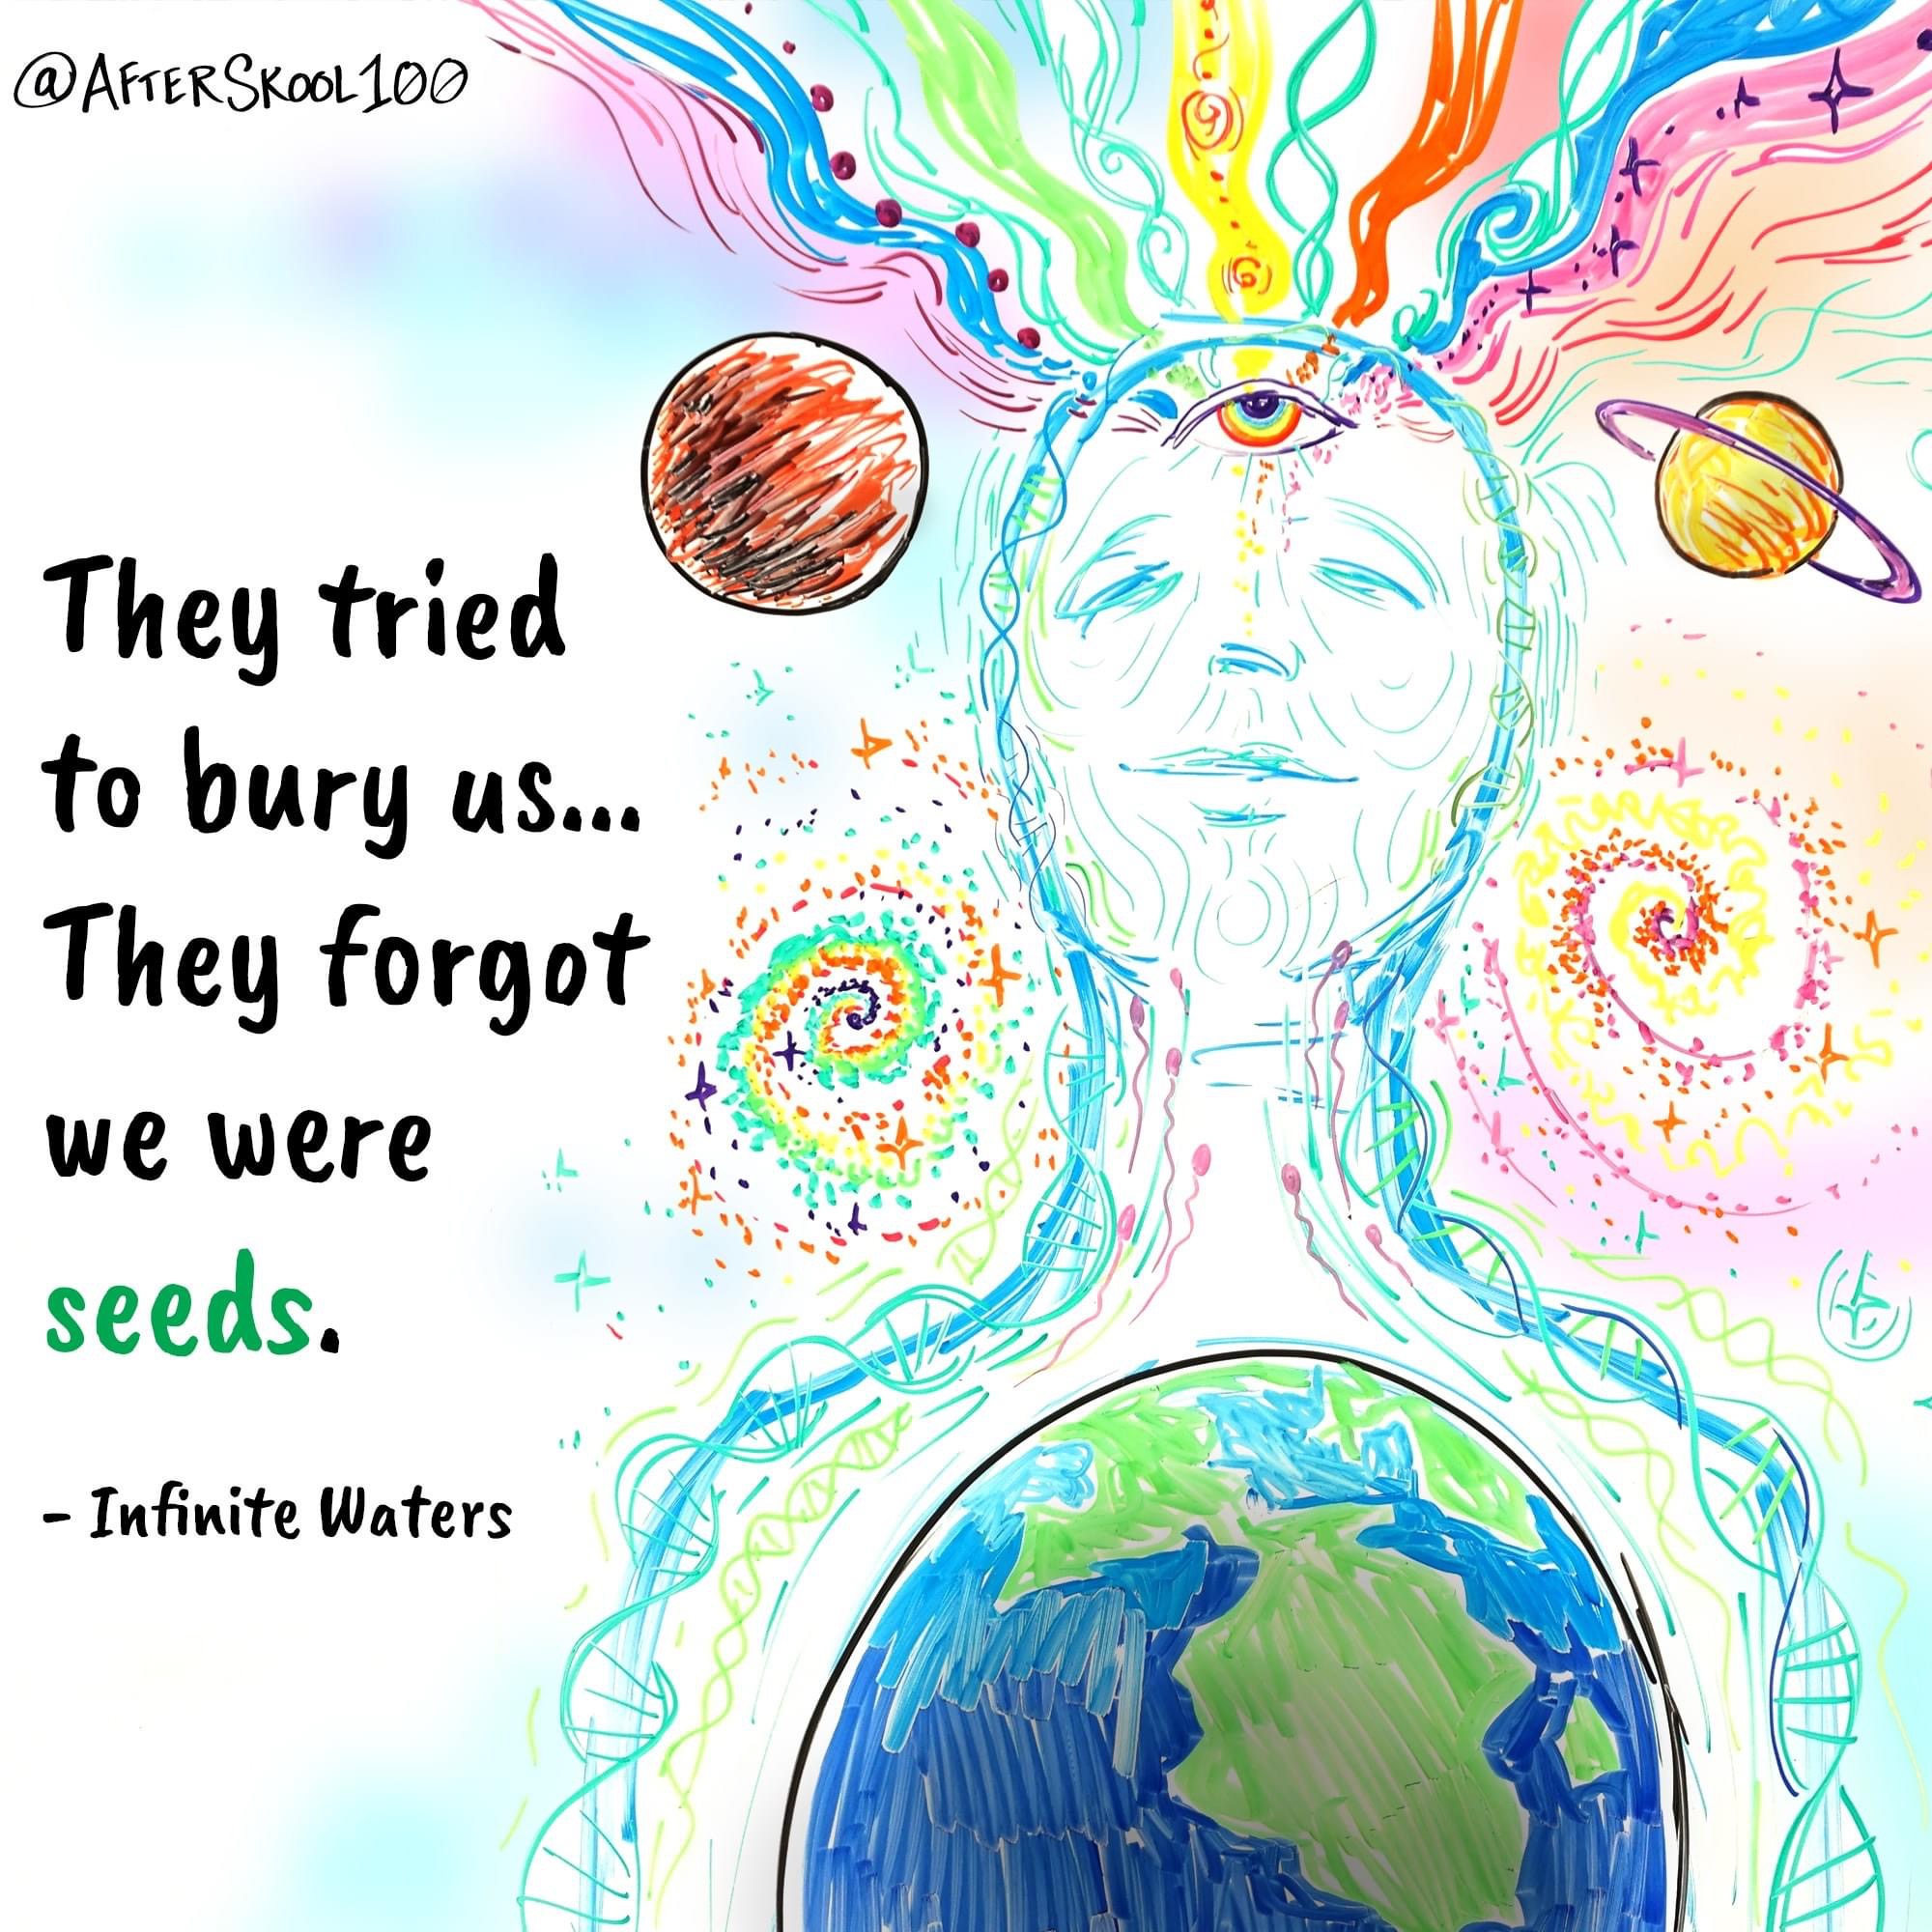 @AFTERSKOOL100
They tried
to bury us...
They forgot
we were
seeds.
- Infinite Waters